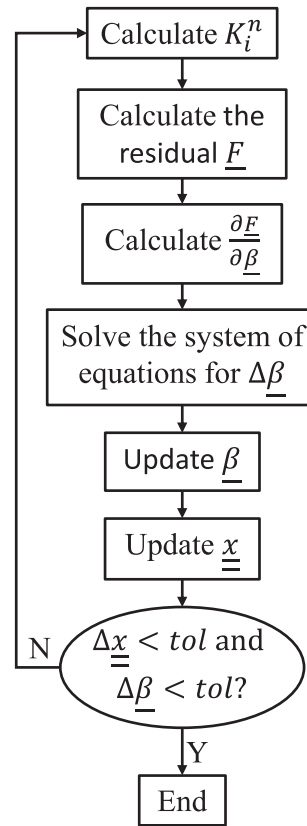 Calculate K_i^n
Calculate the
residual F̲
Calculate ∂F̲/∂β̲
Solve the system of
equations for Δβ̲
Update β̲
Update x̳
Δx̳ < tol and
Δβ̲ < tol?
N
Y
End